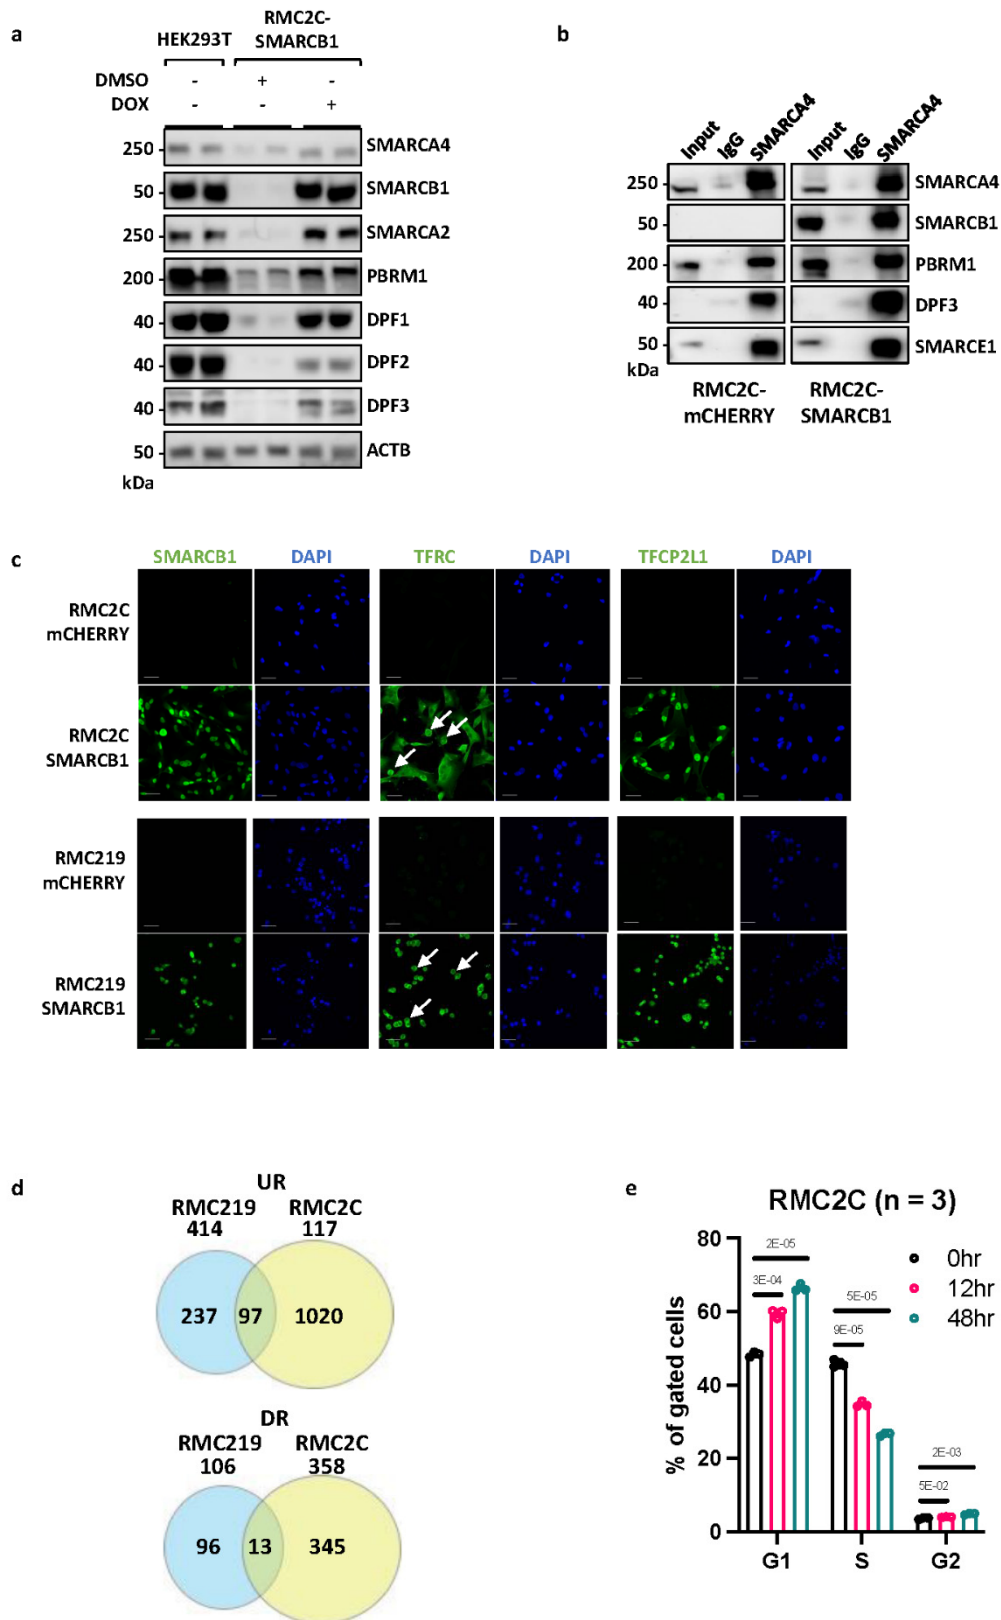 a
HEK293T
RMC2C-
SMARCB1
DMSO - + -
DOX - - +
250 SMARCA4
50 SMARCB1
250 SMARCA2
200 PBRM1
40 DPF1
40 DPF2
40 DPF3
50 ACTB
kDa
b
Input IgG SMARCA4 Input IgG SMARCA4
250 SMARCA4
50 SMARCB1
200 PBRM1
40 DPF3
50 SMARCE1
kDa
RMC2C-
mCHERRY
RMC2C-
SMARCB1
c
SMARCB1 DAPI TFRC DAPI TFCP2L1 DAPI
RMC2C
mCHERRY
RMC2C
SMARCB1
RMC219
mCHERRY
RMC219
SMARCB1
d
UR
RMC219 RMC2C
414 117
237 97 1020
DR
RMC219 RMC2C
106 358
96 13 345
e
RMC2C (n = 3)
% of gated cells
80
60
40
20
0
2E-05
3E-04
5E-05
9E-05
2E-03
5E-02
0hr
12hr
48hr
G1 S G2